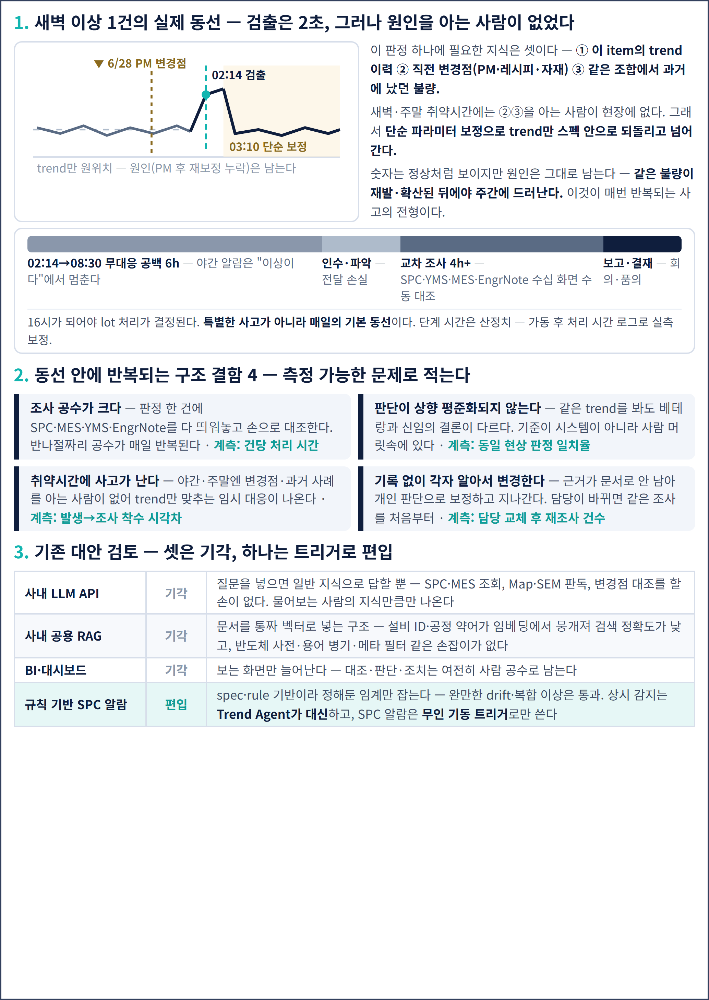 1. 새벽 이상 1건의 실제 동선 — 검출은 2초, 그러나 원인을 아는 사람이 없었다
▼ 6/28 PM 변경점
02:14 검출
03:10 단순 보정
trend만 원위치 — 원인(PM 후 재보정 누락)은 남는다
이 판정 하나에 필요한 지식은 셋이다 — ① 이 item의 trend
이력 ② 직전 변경점(PM·레시피·자재) ③ 같은 조합에서 과거
에 났던 불량.
새벽·주말 취약시간에는 ②③을 아는 사람이 현장에 없다. 그래
서 단순 파라미터 보정으로 trend만 스펙 안으로 되돌리고 넘어
간다.
숫자는 정상처럼 보이지만 원인은 그대로 남는다 — 같은 불량이
재발·확산된 뒤에야 주간에 드러난다. 이것이 매번 반복되는 사
고의 전형이다.
02:14→08:30 무대응 공백 6h — 야간 알람은 "이상이
다"에서 멈춘다
인수·파악 —
전달 손실
교차 조사 4h+ —
SPC·YMS·MES·EngrNote 수십 화면 수
동 대조
보고·결재 — 회
의·품의
16시가 되어야 lot 처리가 결정된다. 특별한 사고가 아니라 매일의 기본 동선이다. 단계 시간은 산정치 — 가동 후 처리 시간 로그로 실측
보정.
2. 동선 안에 반복되는 구조 결함 4 — 측정 가능한 문제로 적는다
조사 공수가 크다 — 판정 한 건에
SPC·MES·YMS·EngrNote를 다 띄워놓고 손으로 대조한다.
반나절짜리 공수가 매일 반복된다 · 계측: 건당 처리 시간
판단이 상향 평준화되지 않는다 — 같은 trend를 봐도 베테
랑과 신임의 결론이 다르다. 기준이 시스템이 아니라 사람 머
릿속에 있다 · 계측: 동일 현상 판정 일치율
취약시간에 사고가 난다 — 야간·주말엔 변경점·과거 사례
를 아는 사람이 없어 trend만 맞추는 임시 대응이 나온다 ·
계측: 발생→조사 착수 시각차
기록 없이 각자 알아서 변경한다 — 근거가 문서로 안 남아
개인 판단으로 보정하고 지나간다. 담당이 바뀌면 같은 조사
를 처음부터 · 계측: 담당 교체 후 재조사 건수
3. 기존 대안 검토 — 셋은 기각, 하나는 트리거로 편입
사내 LLM API
기각
질문을 넣으면 일반 지식으로 답할 뿐 — SPC·MES 조회, Map·SEM 판독, 변경점 대조를 할
손이 없다. 물어보는 사람의 지식만큼만 나온다
사내 공용 RAG
기각
문서를 통짜 벡터로 넣는 구조 — 설비 ID·공정 약어가 임베딩에서 뭉개져 검색 정확도가 낮
고, 반도체 사전·용어 병기·메타 필터 같은 손잡이가 없다
BI·대시보드
기각
보는 화면만 늘어난다 — 대조·판단·조치는 여전히 사람 공수로 남는다
규칙 기반 SPC 알람
편입
spec·rule 기반이라 정해둔 임계만 잡는다 — 완만한 drift·복합 이상은 통과. 상시 감지는
Trend Agent가 대신하고, SPC 알람은 무인 기동 트리거로만 쓴다